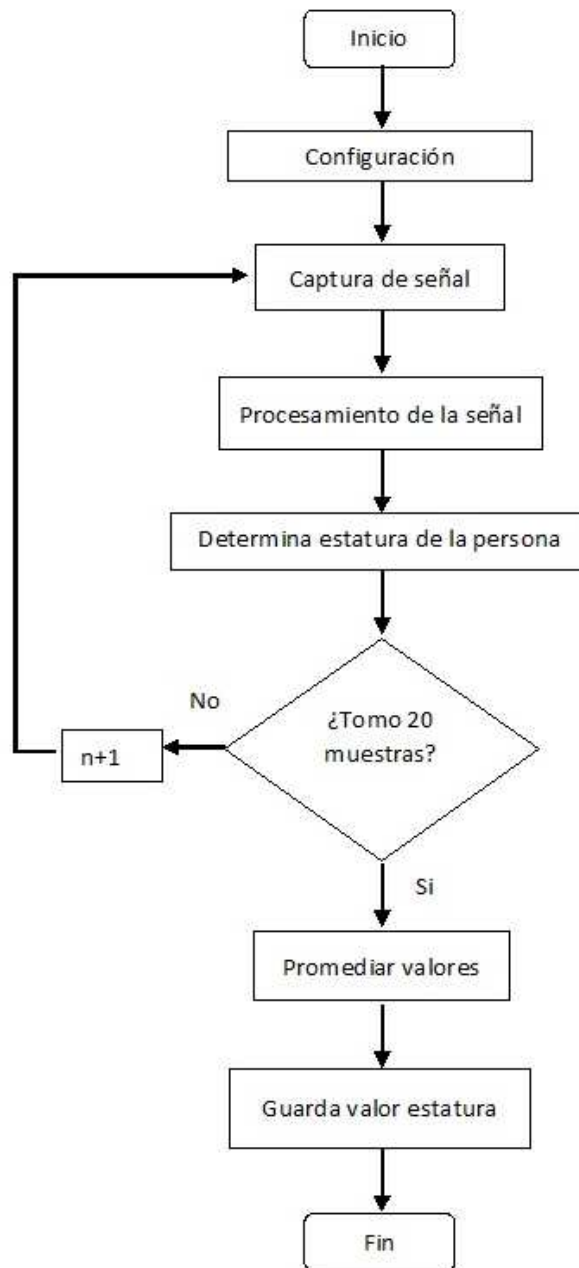 Inicio
Configuración
Captura de señal
Procesamiento de la señal
Determina estatura de la persona
¿Tomo 20
muestras?
No
n+1
Si
Promediar valores
Guarda valor estatura
Fin